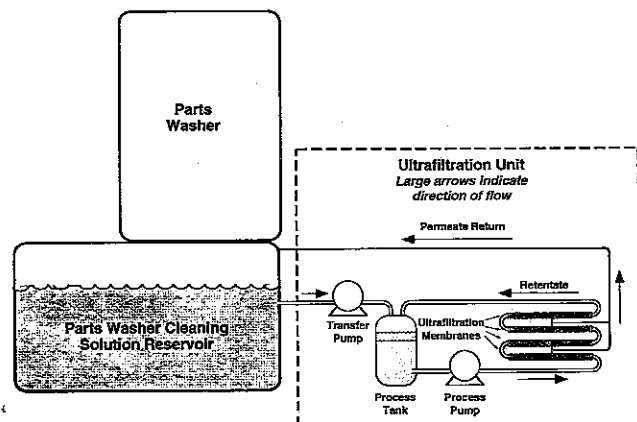 Parts
Washer
Ultrafiltration Unit
Large arrows indicate
direction of flow
Permeate Return
Retentate
Parts Washer Cleaning
Solution Reservoir
Transfer
Pump
Ultrafiltration
Membranes
Process
Tank
Process
Pump